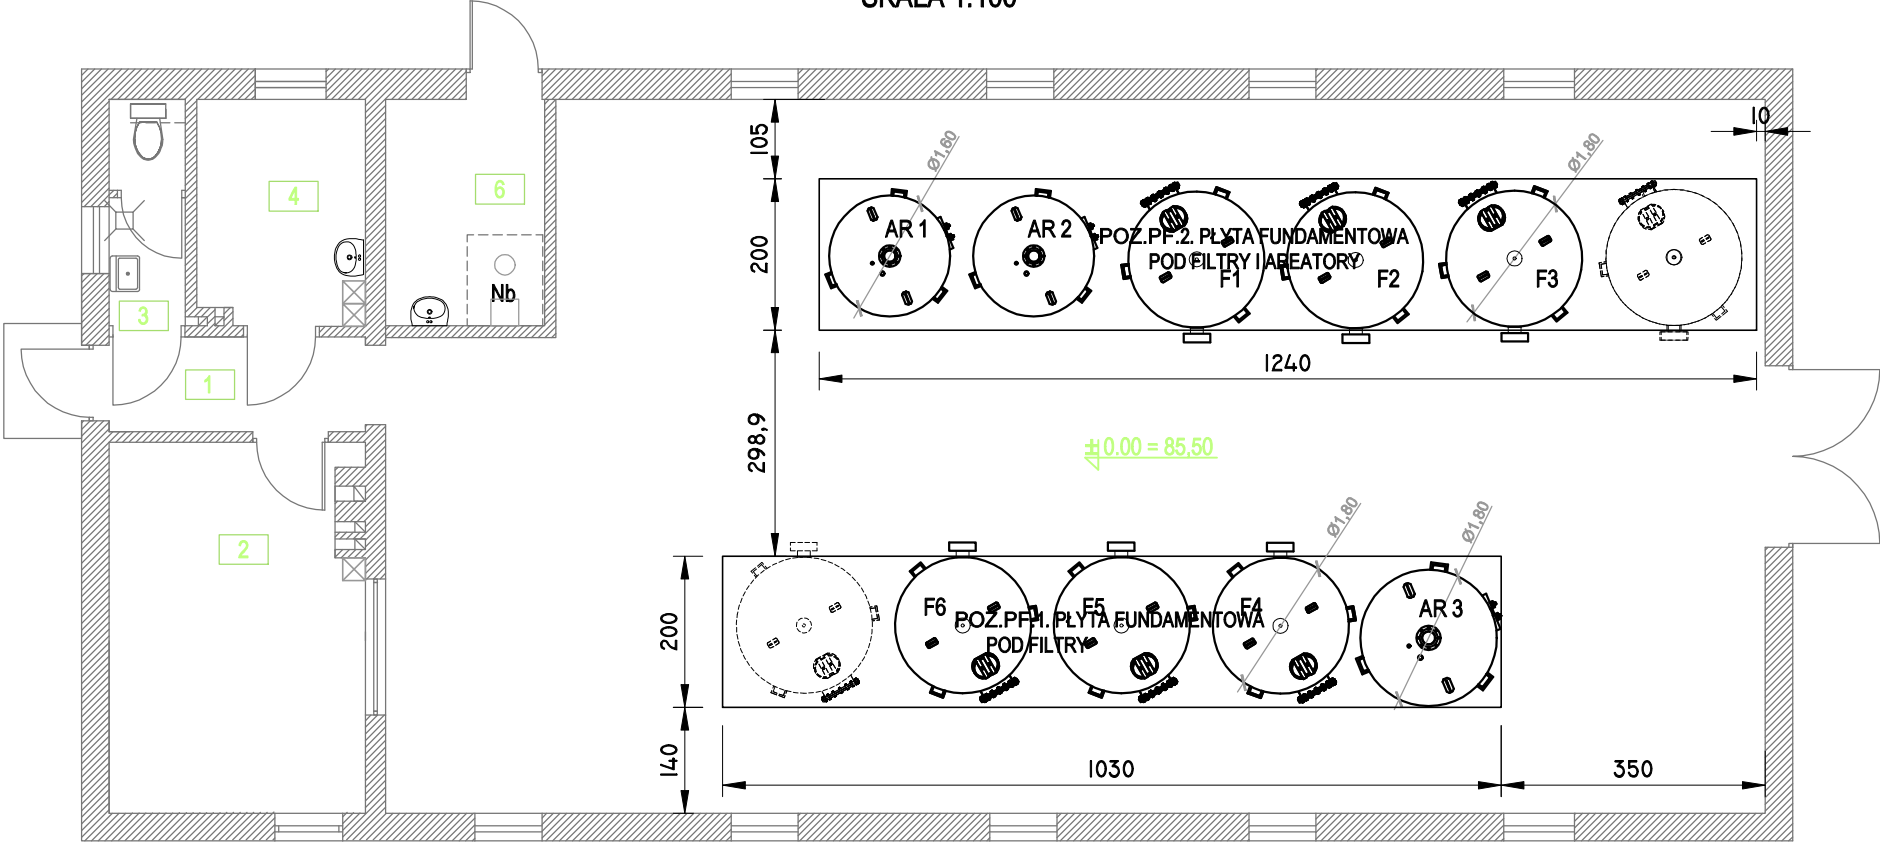 SKALA 1:100
10
105
Ø1,60
Ø1,80
4
6
200
AR 1
AR 2
POZ.PF.2. PŁYTA FUNDAMENTOWA
POD FILTRY I AREATORY
F1
F2
F3
Nb
3
1
1240
298,9
± 0.00 = 85,50
2
Ø1,80
Ø1,80
200
F6
F5
F4
AR 3
POZ.PF.1. PŁYTA FUNDAMENTOWA
POD FILTRY
140
1030
350